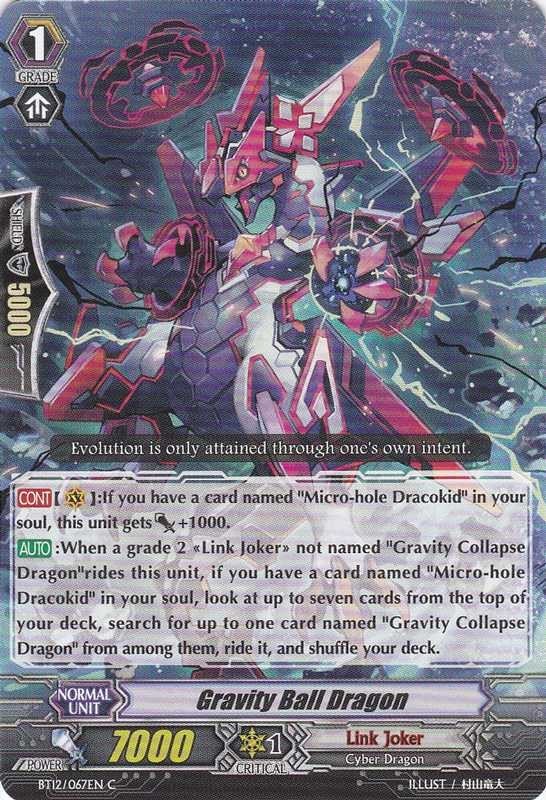 1
GRADE
SHIELD
5000
Evolution is only attained through one's own intent.
CONT [ V ]:If you have a card named "Micro-hole Dracokid" in your
soul, this unit gets +1000.
AUTO :When a grade 2 «Link Joker» not named "Gravity Collapse
Dragon"rides this unit, if you have a card named "Micro-hole
Dracokid" in your soul, look at up to seven cards from the top of
your deck, search for up to one card named "Gravity Collapse
Dragon" from among them, ride it, and shuffle your deck.
NORMAL
UNIT
Gravity Ball Dragon
POWER
7000
1
CRITICAL
Link Joker
Cyber Dragon
BT12/067EN C
ILLUST / 村山竜大